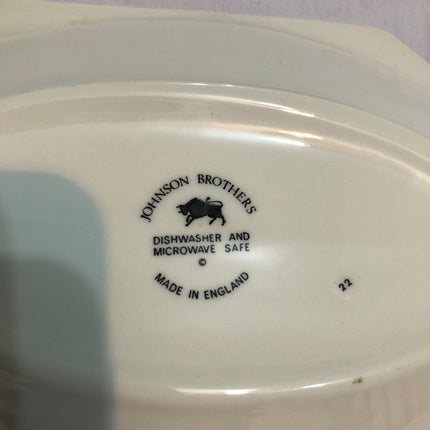 JOHNSON BROTHERS
DISHWASHER AND
MICROWAVE SAFE
©
MADE IN ENGLAND
22